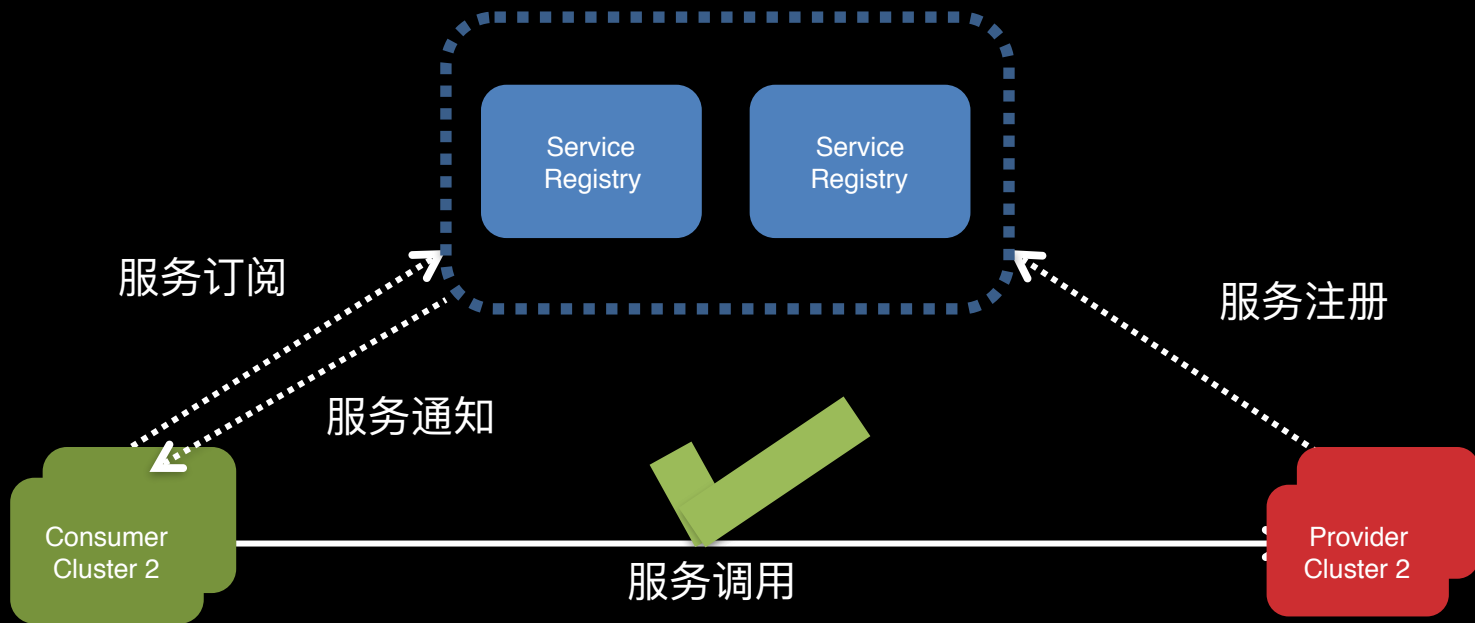 Service
Registry
Service
Registry
服务订阅
服务注册
服务通知
Consumer
Cluster 2
服务调用
Provider
Cluster 2